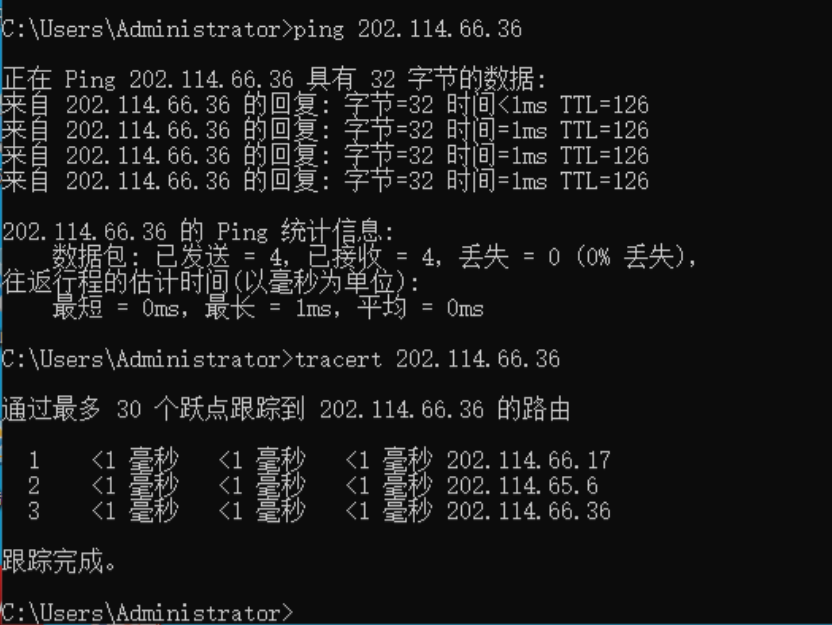 C:\Users\Administrator>ping 202.114.66.36
正在 Ping 202.114.66.36 具有 32 字节的数据:
来自 202.114.66.36 的回复: 字节=32 时间<1ms TTL=126
来自 202.114.66.36 的回复: 字节=32 时间=1ms TTL=126
来自 202.114.66.36 的回复: 字节=32 时间=1ms TTL=126
来自 202.114.66.36 的回复: 字节=32 时间=1ms TTL=126
202.114.66.36 的 Ping 统计信息:
数据包: 已发送 = 4，已接收 = 4，丢失 = 0 (0% 丢失)，
往返行程的估计时间(以毫秒为单位):
最短 = 0ms，最长 = 1ms，平均 = 0ms
C:\Users\Administrator>tracert 202.114.66.36
通过最多 30 个跃点跟踪到 202.114.66.36 的路由
1 <1 毫秒 <1 毫秒 <1 毫秒 202.114.66.17
2 <1 毫秒 <1 毫秒 <1 毫秒 202.114.65.6
3 <1 毫秒 <1 毫秒 <1 毫秒 202.114.66.36
跟踪完成。
C:\Users\Administrator>